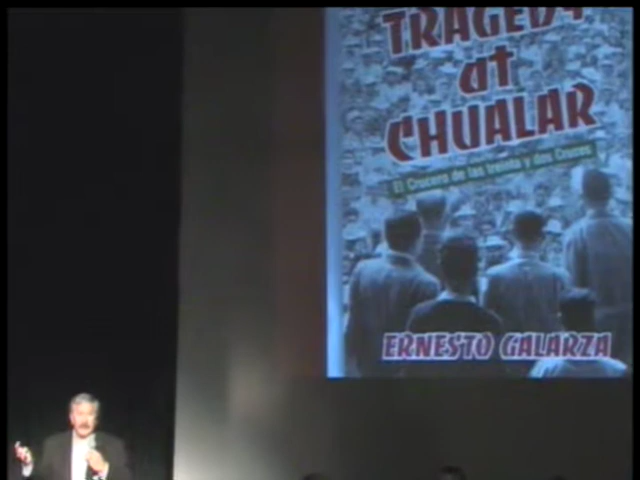 TRAGEDY
at
CHUALAR
El Crucero de las treinta y dos Cruces
ERNESTO GALARZA